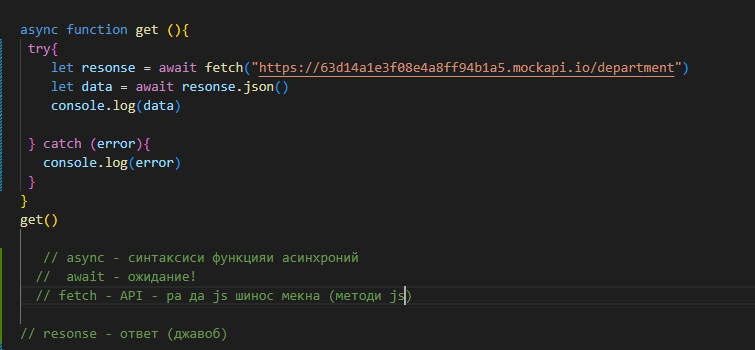 async function get (){
try{
let resonse = await fetch("https://63d14a1e3f08e4a8ff94b1a5.mockapi.io/department")
let data = await resonse.json()
console.log(data)
} catch (error){
console.log(error)
}
}
get()
// async - синтаксиси функцияи асинхроний
// await - ожидание!
// fetch - API - ра да js шинос мекна (методи js)
// resonse - ответ (джавоб)